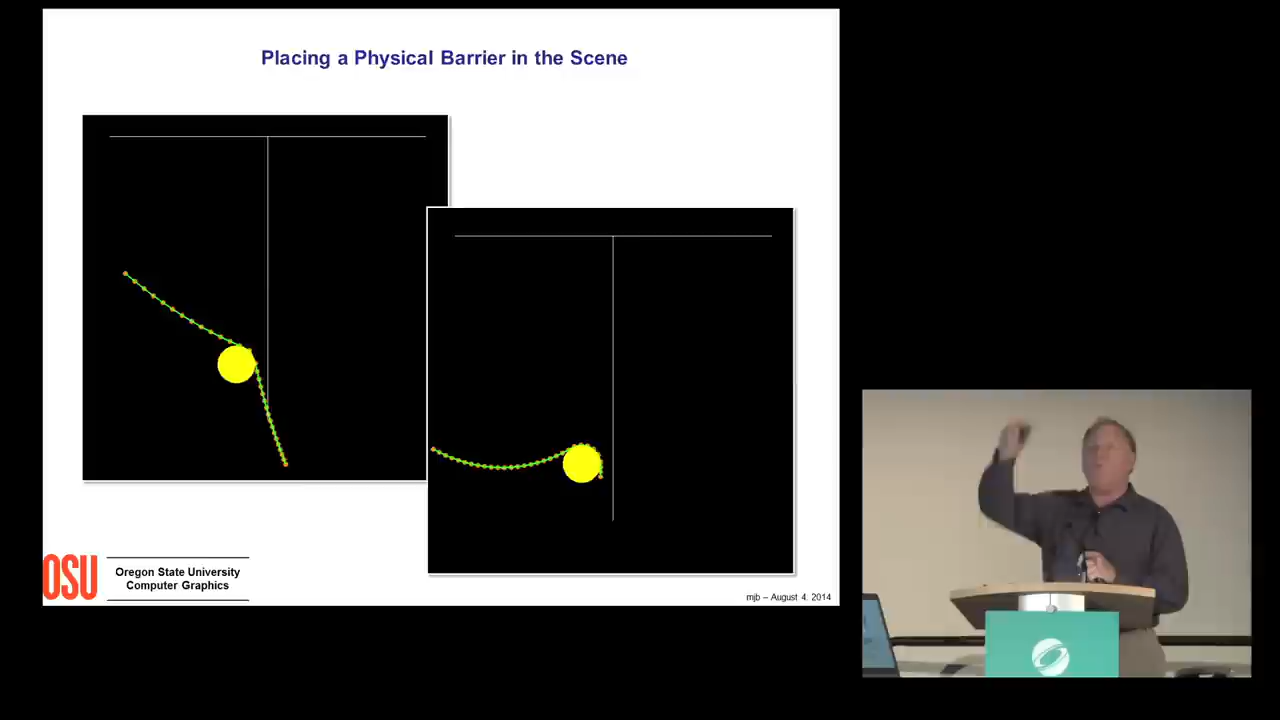 Placing a Physical Barrier in the Scene
OSU
Oregon State University
Computer Graphics
mjb – August 4, 2014